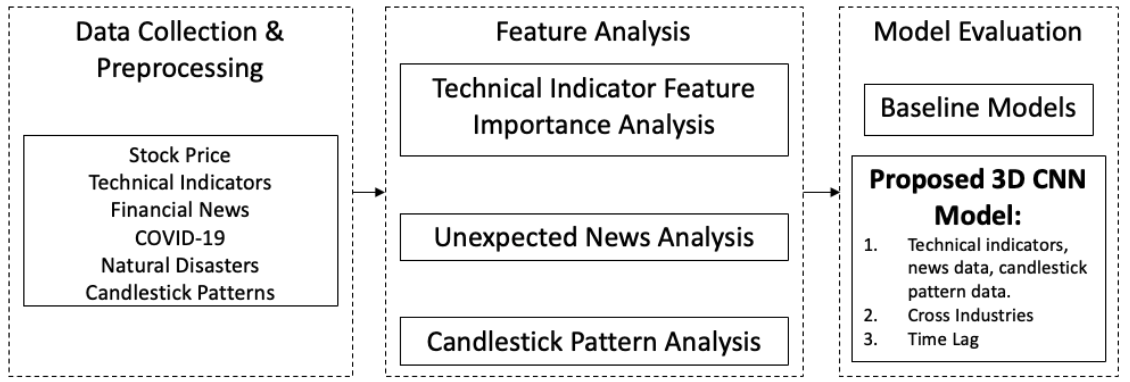 Data Collection &
Preprocessing
Stock Price
Technical Indicators
Financial News
COVID-19
Natural Disasters
Candlestick Patterns
Feature Analysis
Technical Indicator Feature
Importance Analysis
Unexpected News Analysis
Candlestick Pattern Analysis
Model Evaluation
Baseline Models
Proposed 3D CNN
Model:
1. Technical indicators,
news data, candlestick
pattern data.
2. Cross Industries
3. Time Lag